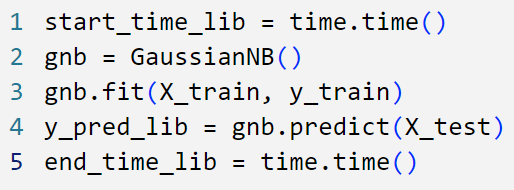 1 start_time_lib = time.time()
2 gnb = GaussianNB()
3 gnb.fit(X_train, y_train)
4 y_pred_lib = gnb.predict(X_test)
5 end_time_lib = time.time()